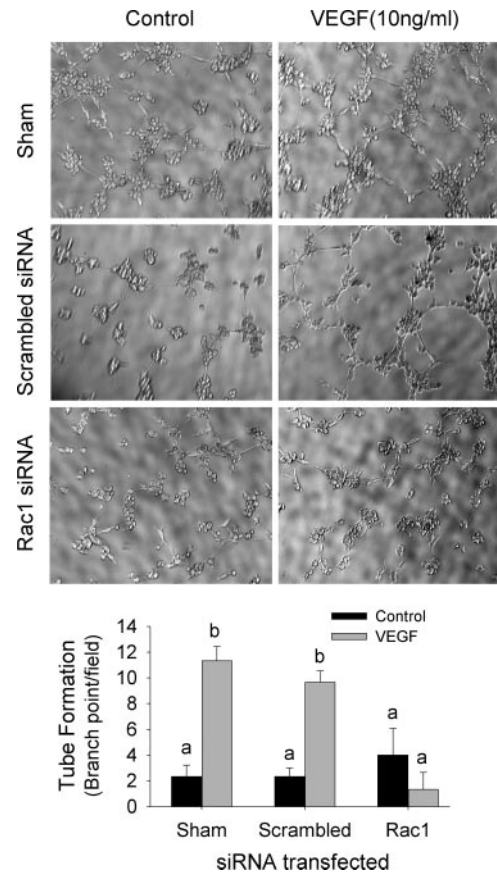 Control VEGF(10ng/ml)
Sham
Scrambled siRNA
Rac1 siRNA
Control
VEGF
Tube Formation
(Branch point/field)
14
12
10
8
6
4
2
0
a b a b a a
Sham Scrambled Rac1
siRNA transfected